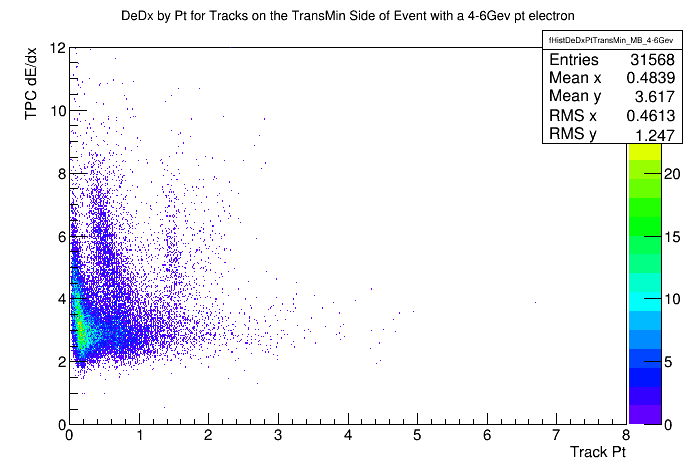 DeDx by Pt for Tracks on the TransMin Side of Event with a 4-6Gev pt electron
fHistDeDxPtTransMin_MB_4-6Gev
Entries 31568
Mean x 0.4839
Mean y 3.617
RMS x 0.4613
RMS y 1.247
TPC dE/dx
12
10
8
6
4
2
0
20
15
10
5
0
0 1 2 3 4 5 6 7 8
Track Pt